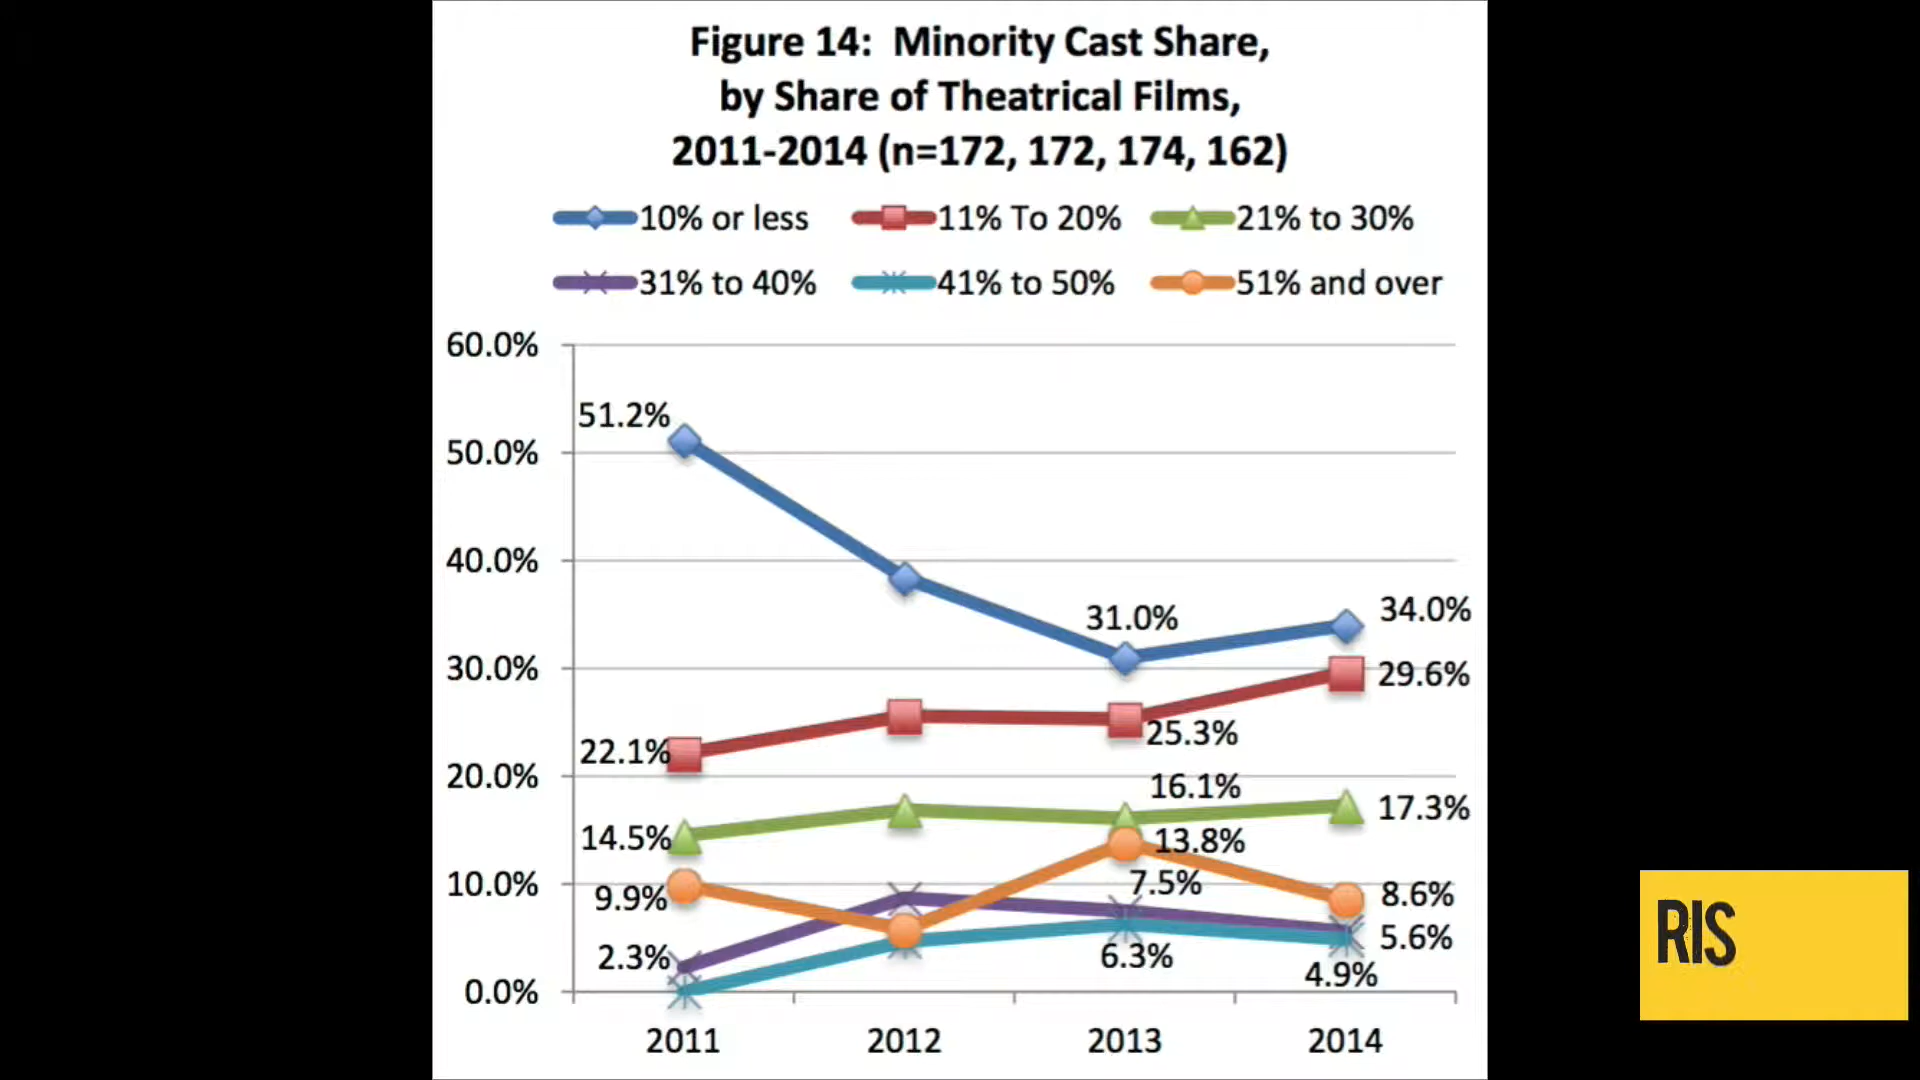 Figure 14:  Minority Cast Share,
by Share of Theatrical Films,
2011-2014 (n=172, 172, 174, 162)
10% or less 11% To 20% 21% to 30%
31% to 40% 41% to 50% 51% and over
60.0%
51.2%
50.0%
40.0%
31.0% 34.0%
30.0% 29.6%
22.1% 25.3%
20.0% 16.1%
14.5% 13.8% 17.3%
10.0% 9.9% 7.5% 8.6%
2.3% 6.3% 5.6%
0.0% 4.9%
2011 2012 2013 2014
RIS